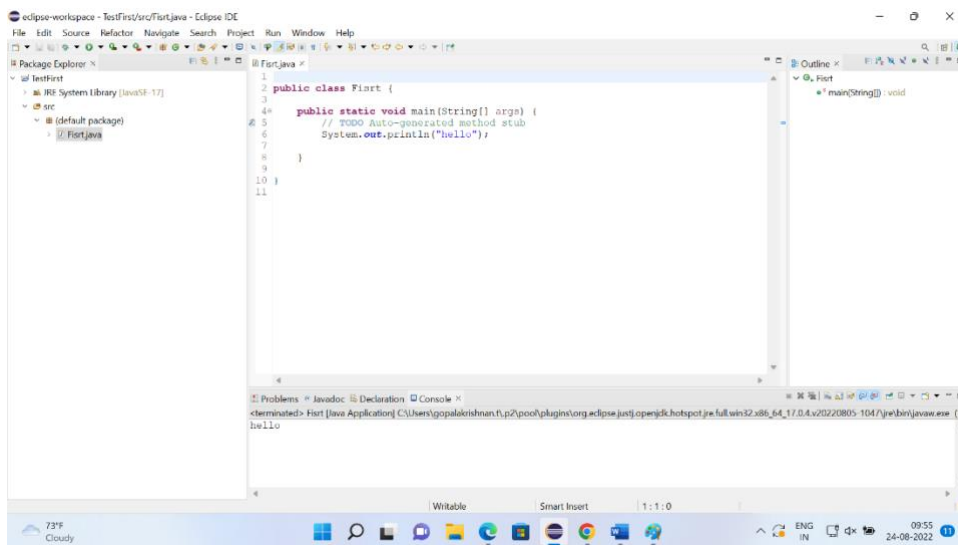 eclipse-workspace - TestFirst/src/Fisrt.java - Eclipse IDE
File Edit Source Refactor Navigate Search Project Run Window Help
Package Explorer
Fisrt.java
Outline
TestFirst
JRE System Library [JavaSE-17]
src
(default package)
Fisrt.java
1
2 public class Fisrt {
3
4 public static void main(String[] args) {
5 // TODO Auto-generated method stub
6 System.out.println("hello");
7
8 }
9
10 }
11
Fisrt
main(String[]) : void
Problems Javadoc Declaration Console
<terminated> Fisrt [Java Application] C:\Users\gopalakrishnan.t\.p2\pool\plugins\org.eclipse.justj.openjdk.hotspot.jre.full.win32.x86_64_17.0.4.v20220805-1047\jre\bin\javaw.exe (
hello
Writable Smart Insert 1 : 1 : 0
73°F
Cloudy
ENG
IN
09:55
24-08-2022
11